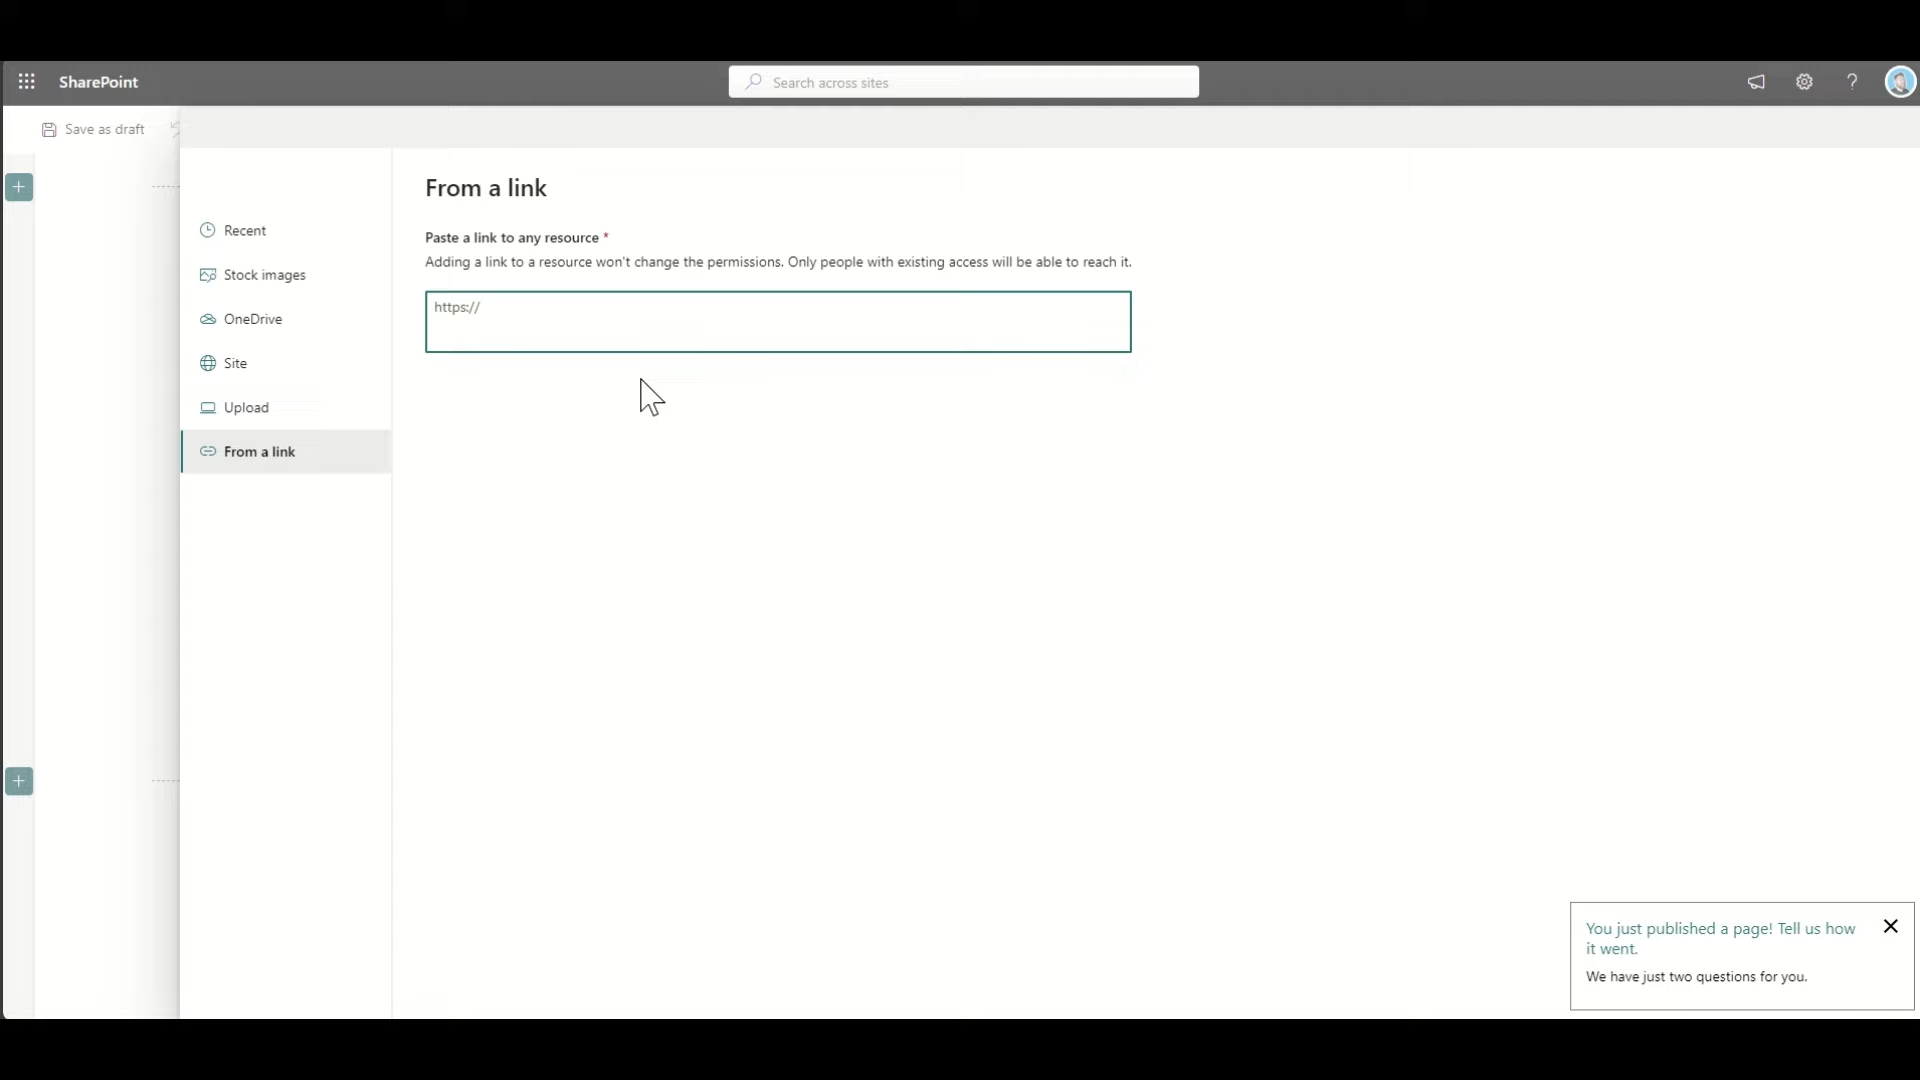 SharePoint
Search across sites
?
Save as draft
From a link
Paste a link to any resource *
Adding a link to a resource won't change the permissions. Only people with existing access will be able to reach it.
https://
Recent
Stock images
OneDrive
Site
Upload
From a link
You just published a page! Tell us how
it went.
We have just two questions for you.